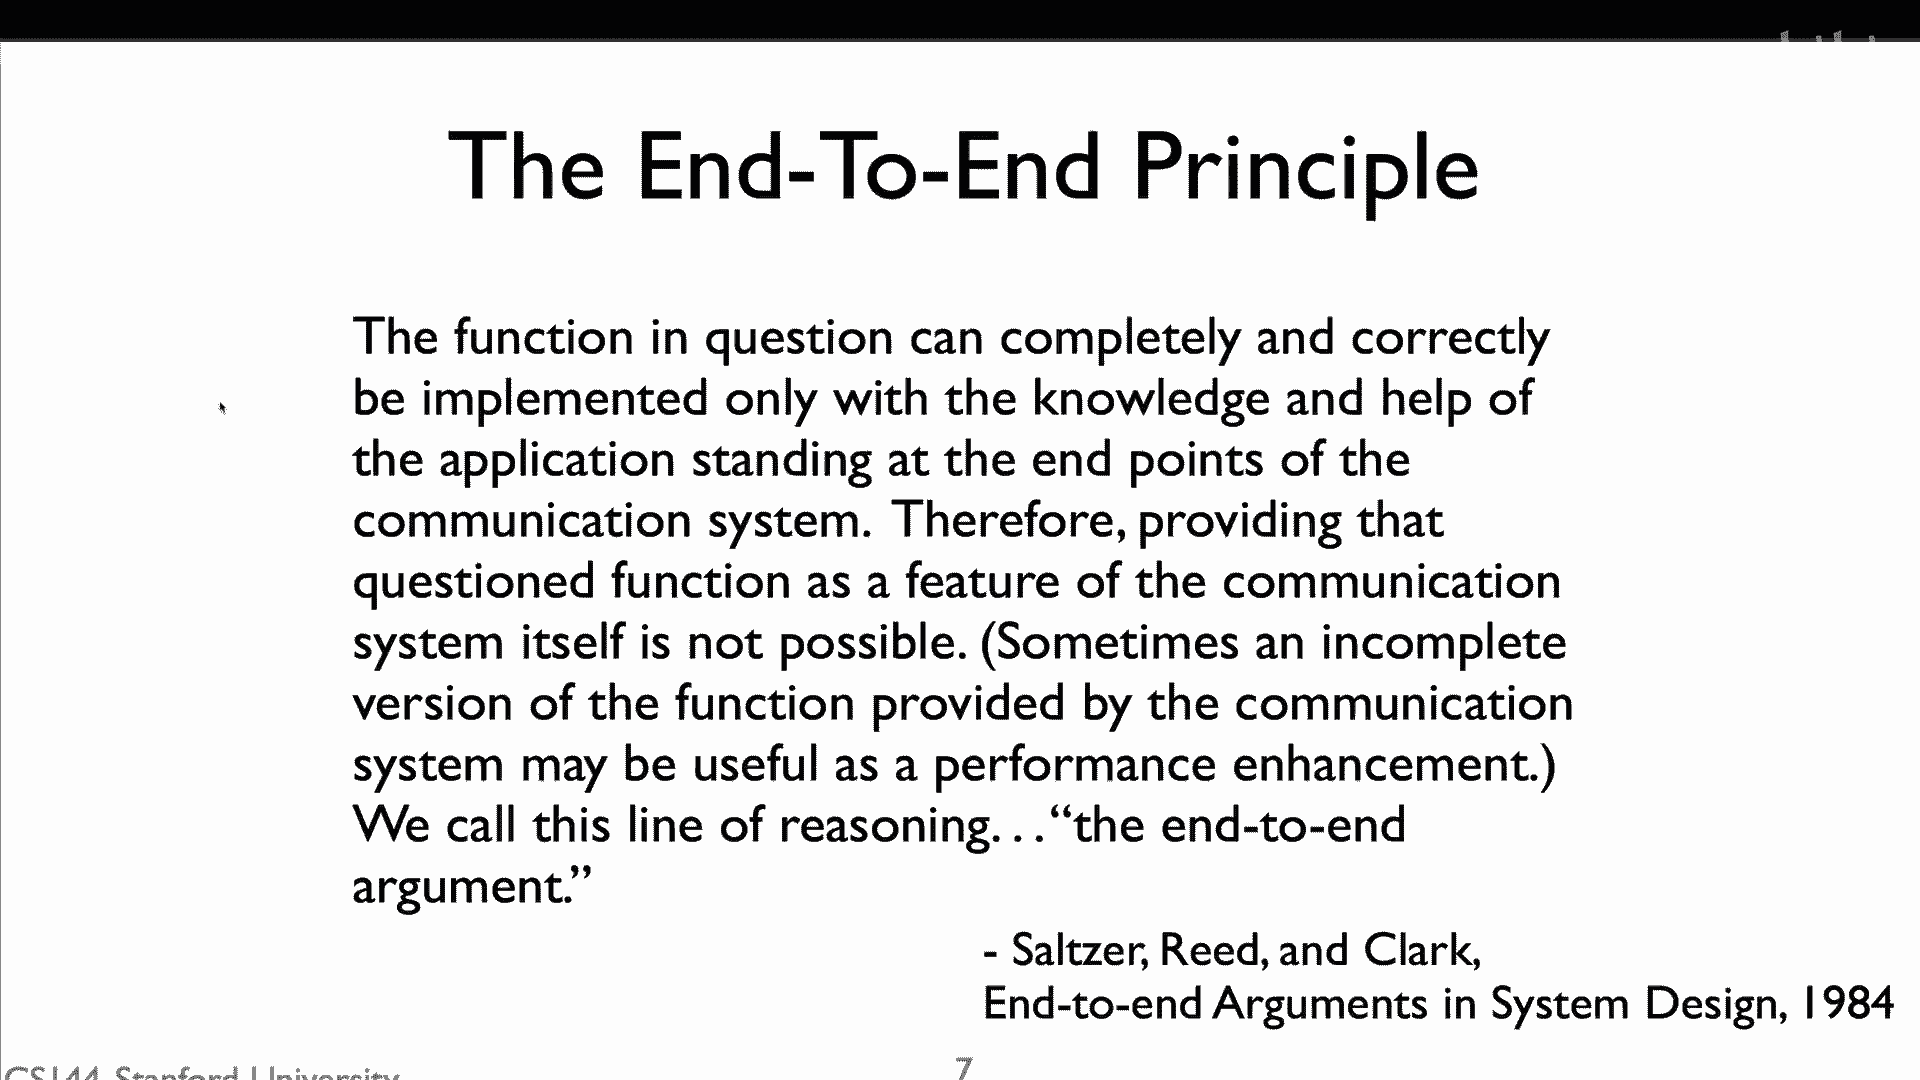 The End-To-End Principle
The function in question can completely and correctly
be implemented only with the knowledge and help of
the application standing at the end points of the
communication system. Therefore, providing that
questioned function as a feature of the communication
system itself is not possible. (Sometimes an incomplete
version of the function provided by the communication
system may be useful as a performance enhancement.)
We call this line of reasoning. . . “the end-to-end
argument.”
- Saltzer, Reed, and Clark,
End-to-end Arguments in System Design, 1984
CS144, Stanford University
7